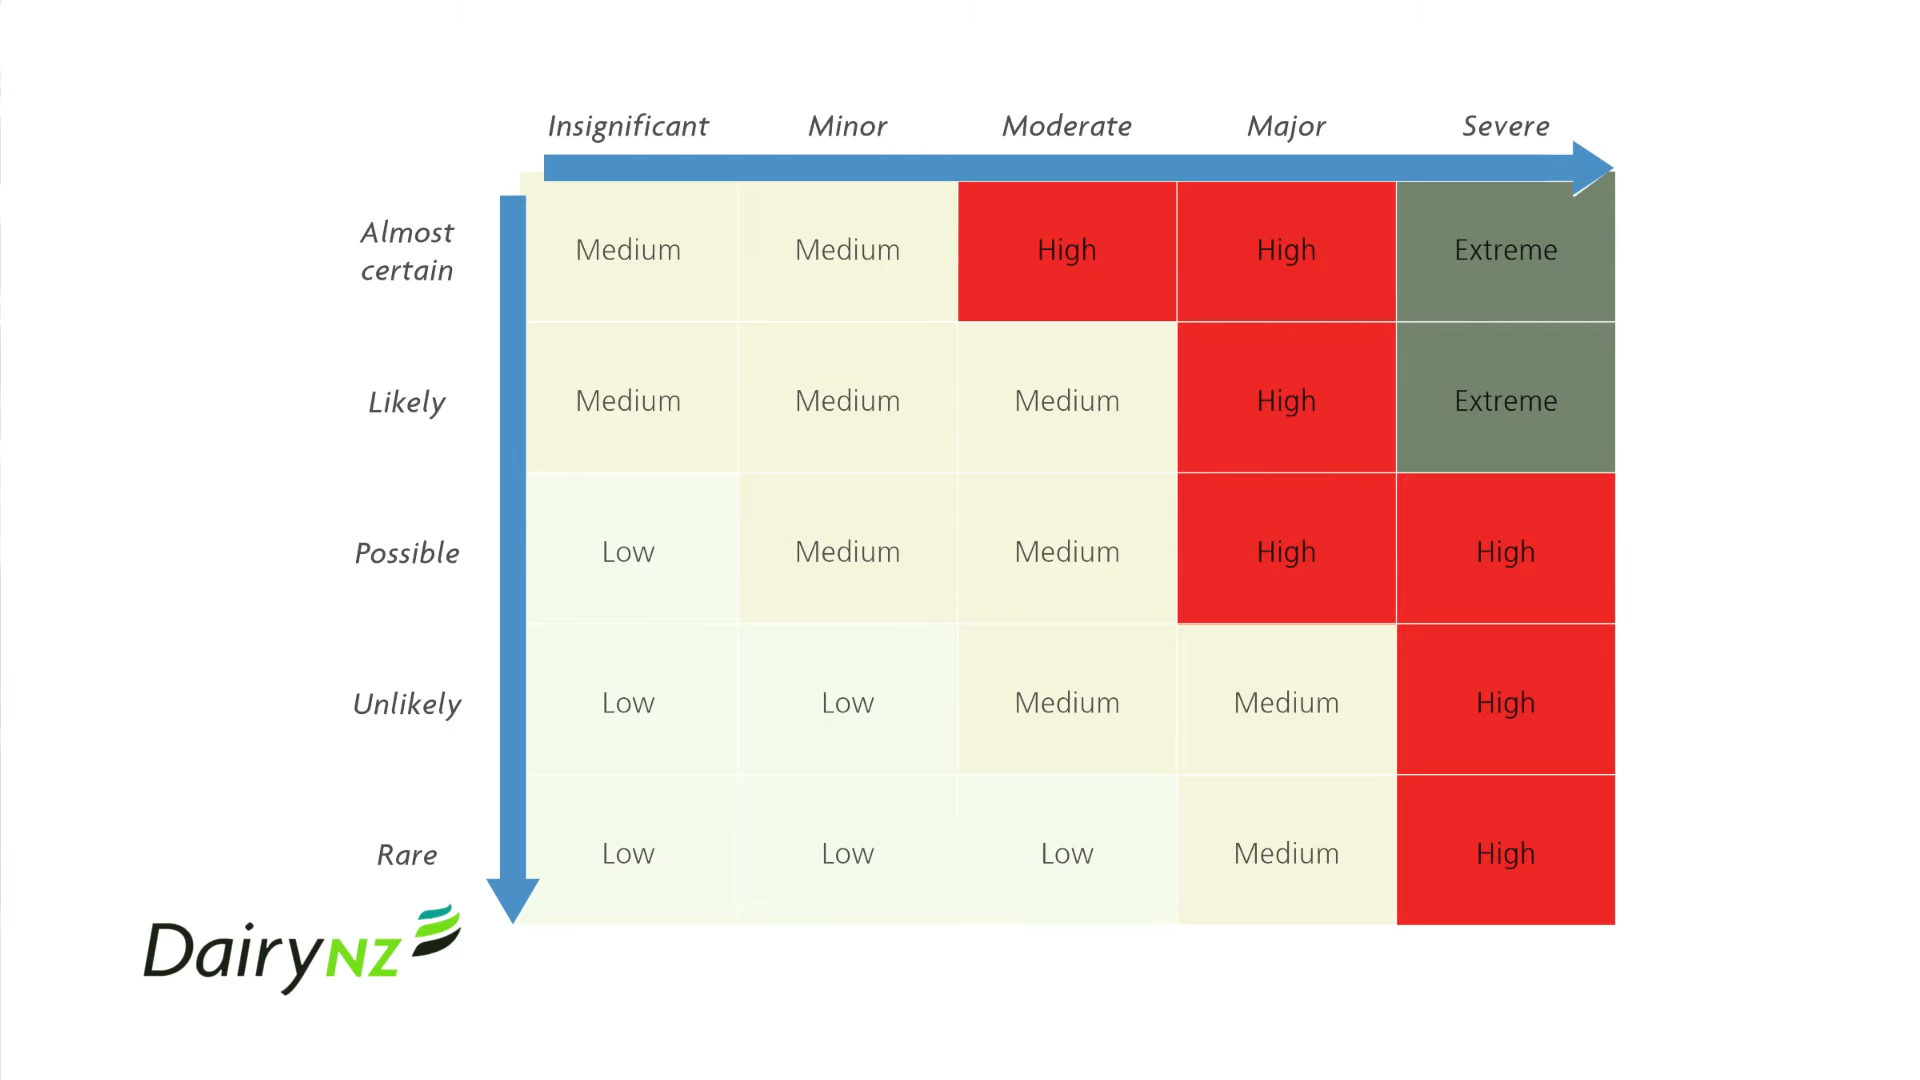 Insignificant Minor Moderate Major Severe
Almost
certain
Medium Medium High High Extreme
Likely Medium Medium Medium High Extreme
Possible Low Medium Medium High High
Unlikely Low Low Medium Medium High
Rare Low Low Low Medium High
DairyNZ